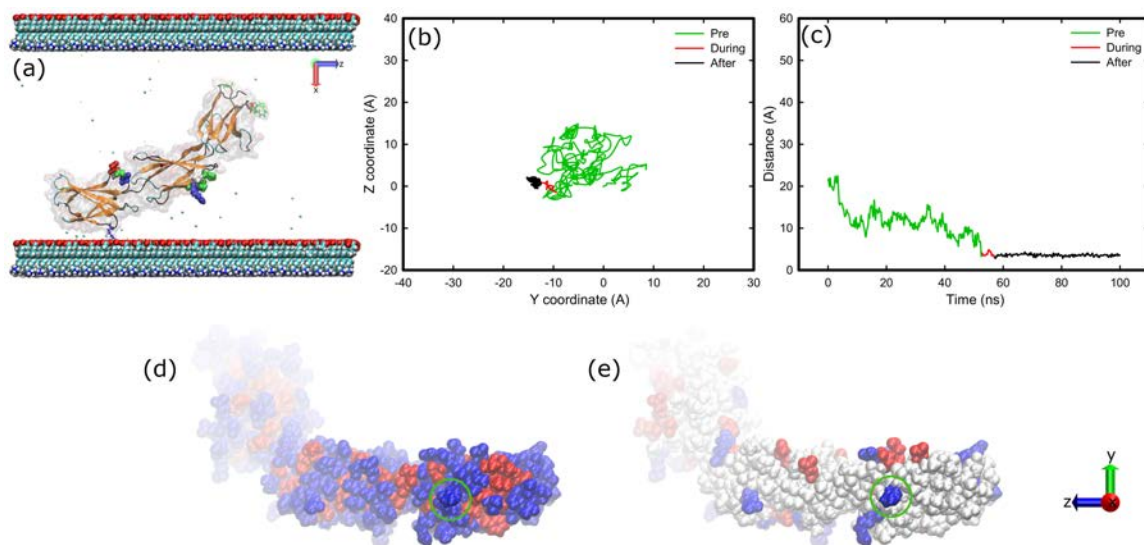 (a)
z
x
(b)
Pre
During
After
Z coordinate (A)
40
30
20
10
0
-10
-20
-40 -30 -20 -10 0 10 20 30
Y coordinate (A)
(c)
Pre
During
After
Distance (A)
60
50
40
30
20
10
0
0 20 40 60 80 100
Time (ns)
(d)
(e)
y
z
x